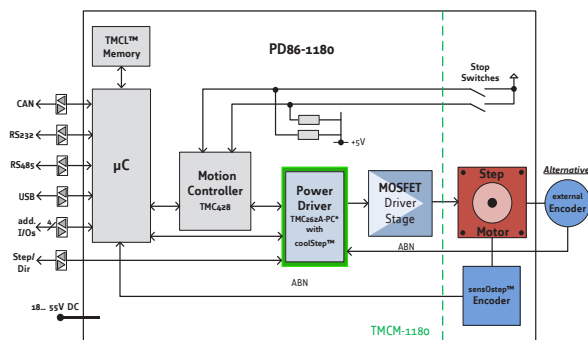 PD86-1180
TMCL™
Memory
Stop
Switches
CAN
RS232
RS485
USB
add.
I/Os
4
Step/
Dir
µC
+5V
Motion
Controller
TMC428
Power
Driver
TMC262A-PC*
with
coolStep™
MOSFET
Driver
Stage
Step
Motor
Alternative
external
Encoder
ABN
sensOstep™
Encoder
ABN
18... 55V DC
TMCM-1180